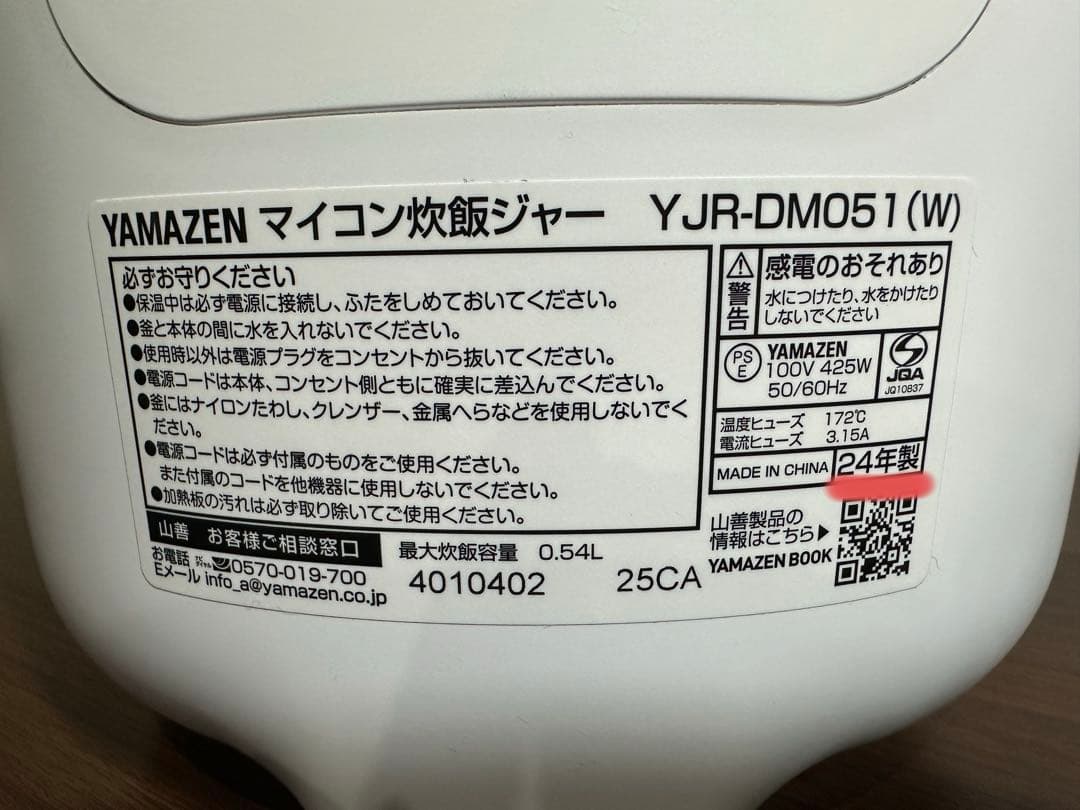 YAMAZEN マイコン炊飯ジャー YJR-DM051(W)
必ずお守りください
●保温中は必ず電源に接続し、ふたをしめておいてください。
●釜と本体の間に水を入れないでください。
●使用時以外は電源プラグをコンセントから抜いてください。
●電源コードは本体、コンセント側ともに確実に差込んでください。
●釜にはナイロンたわし、クレンザー、金属へらなどを使用しないでく
ださい。
●電源コードは必ず付属のものをご使用ください。
また付属のコードを他機器に使用しないでください。
●加熱板の汚れは必ず取り除いてご使用ください。
警告
感電のおそれあり
水につけたり、水をかけたり
しないでください
PS
E
YAMAZEN
100V 425W
50/60Hz
JQA
JQ10837
温度ヒューズ 172℃
電流ヒューズ 3.15A
MADE IN CHINA 24年製
山善 お客様ご相談窓口
お電話 ナビダイヤル 0570-019-700
Eメール info_a@yamazen.co.jp
最大炊飯容量 0.54L
4010402 25CA
山善製品の
情報はこちら▶
YAMAZEN BOOK